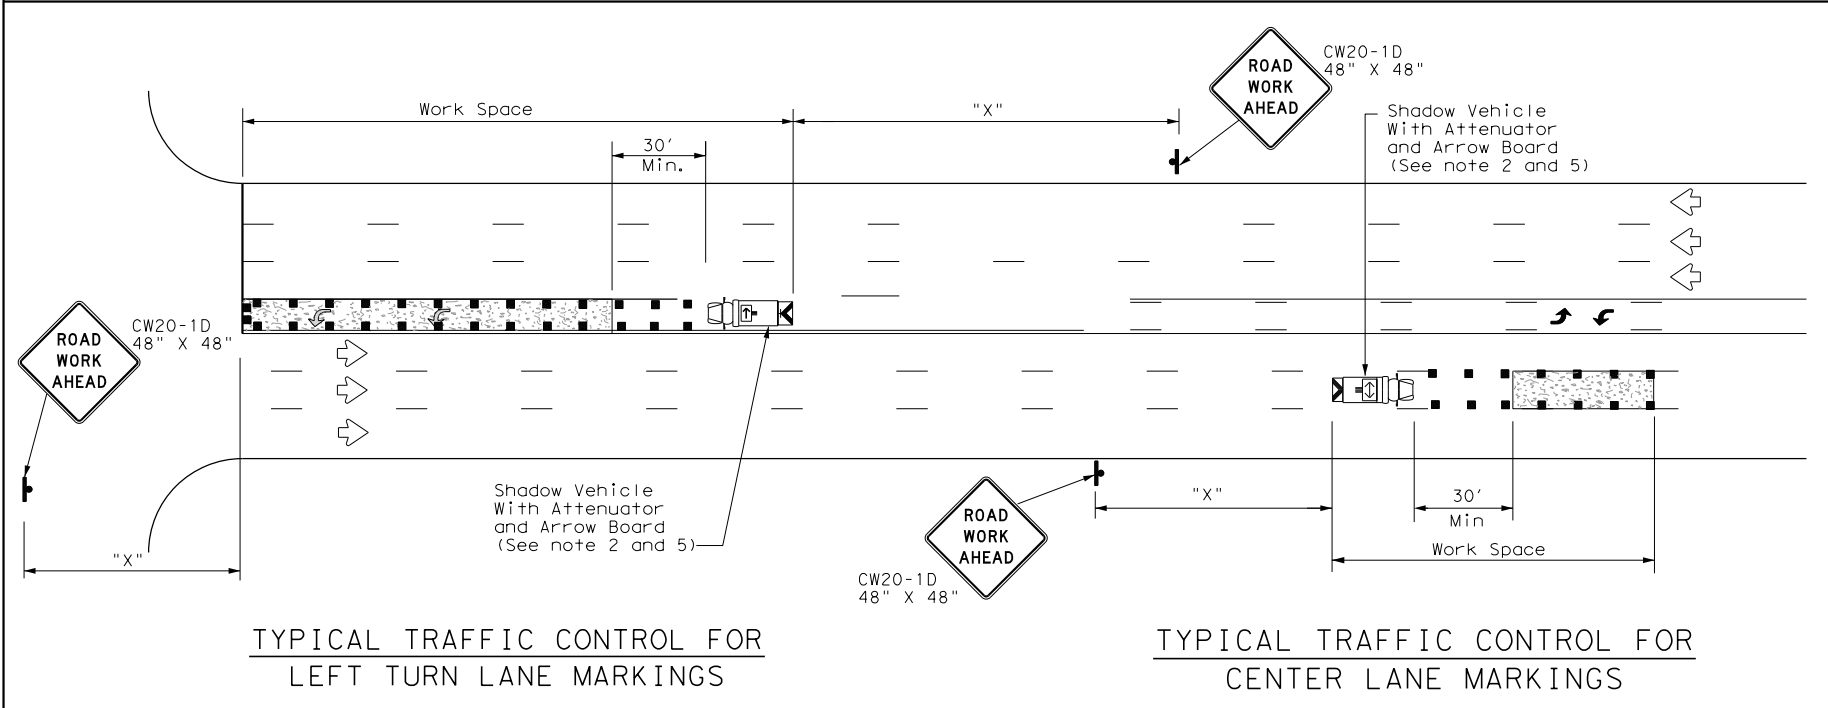 Work Space
"X"
30'
Min.
ROAD
WORK
AHEAD
CW20-1D
48" X 48"
Shadow Vehicle
With Attenuator
and Arrow Board
(See note 2 and 5)
ROAD
WORK
AHEAD
CW20-1D
48" X 48"
"X"
Shadow Vehicle
With Attenuator
and Arrow Board
(See note 2 and 5)
ROAD
WORK
AHEAD
CW20-1D
48" X 48"
"X"
30'
Min
Work Space
TYPICAL TRAFFIC CONTROL FOR
LEFT TURN LANE MARKINGS
TYPICAL TRAFFIC CONTROL FOR
CENTER LANE MARKINGS